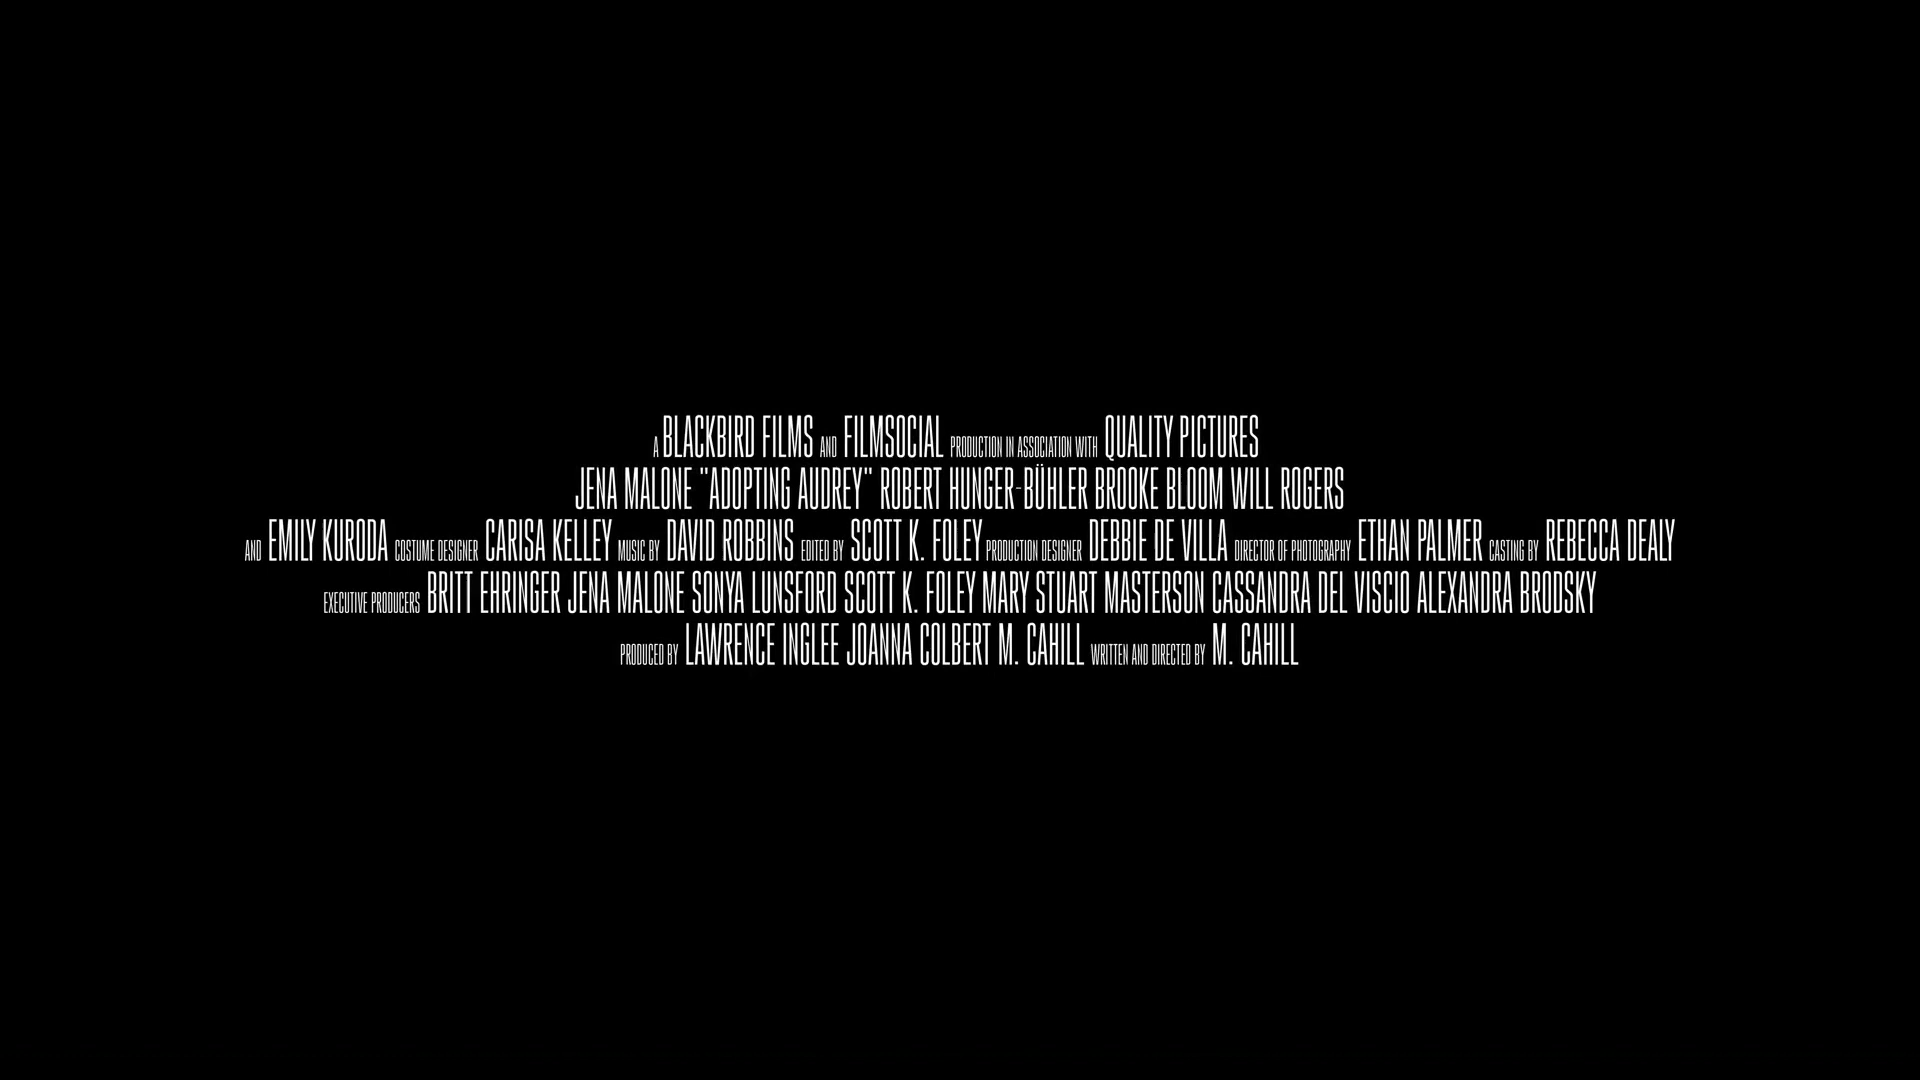 A BLACKBIRD FILMS AND FILMSOCIAL PRODUCTION IN ASSOCIATION WITH QUALITY PICTURES
JENA MALONE "ADOPTING AUDREY" ROBERT HUNGER-BÜHLER BROOKE BLOOM WILL ROGERS
AND EMILY KURODA COSTUME DESIGNER CARISA KELLEY MUSIC BY DAVID ROBBINS EDITED BY SCOTT K. FOLEY PRODUCTION DESIGNER DEBBIE DE VILLA DIRECTOR OF PHOTOGRAPHY ETHAN PALMER CASTING BY REBECCA DEALY
EXECUTIVE PRODUCERS BRITT EHRINGER JENA MALONE SONYA LUNSFORD SCOTT K. FOLEY MARY STUART MASTERSON CASSANDRA DEL VISCIO ALEXANDRA BRODSKY
PRODUCED BY LAWRENCE INGLEE JOANNA COLBERT M. CAHILL WRITTEN AND DIRECTED BY M. CAHILL